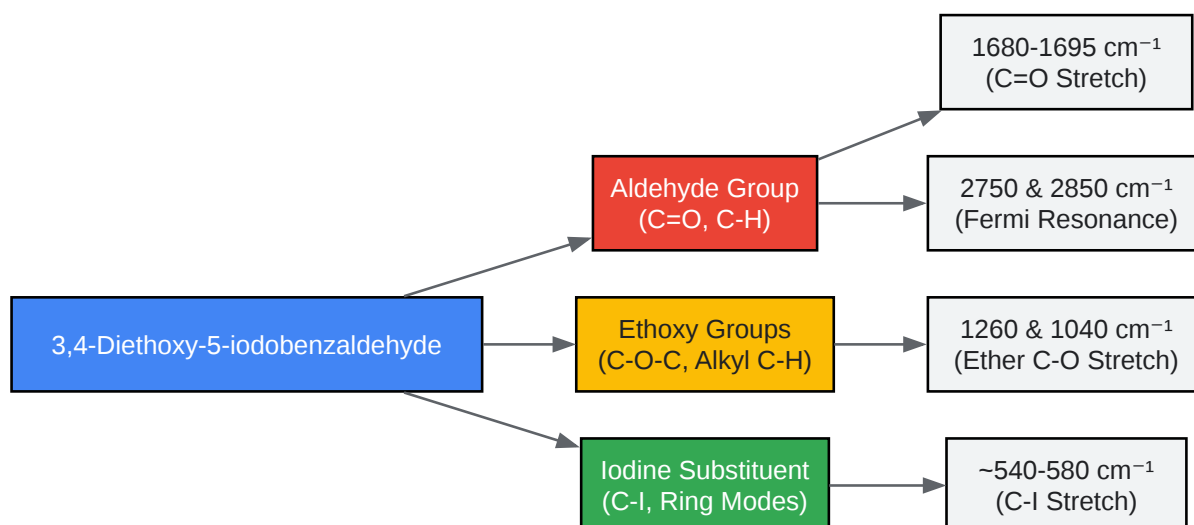 1680-1695 cm⁻¹
(C=O Stretch)
Aldehyde Group
(C=O, C-H)
2750 & 2850 cm⁻¹
(Fermi Resonance)
3,4-Diethoxy-5-iodobenzaldehyde
Ethoxy Groups
(C-O-C, Alkyl C-H)
1260 & 1040 cm⁻¹
(Ether C-O Stretch)
Iodine Substituent
(C-I, Ring Modes)
~540-580 cm⁻¹
(C-I Stretch)